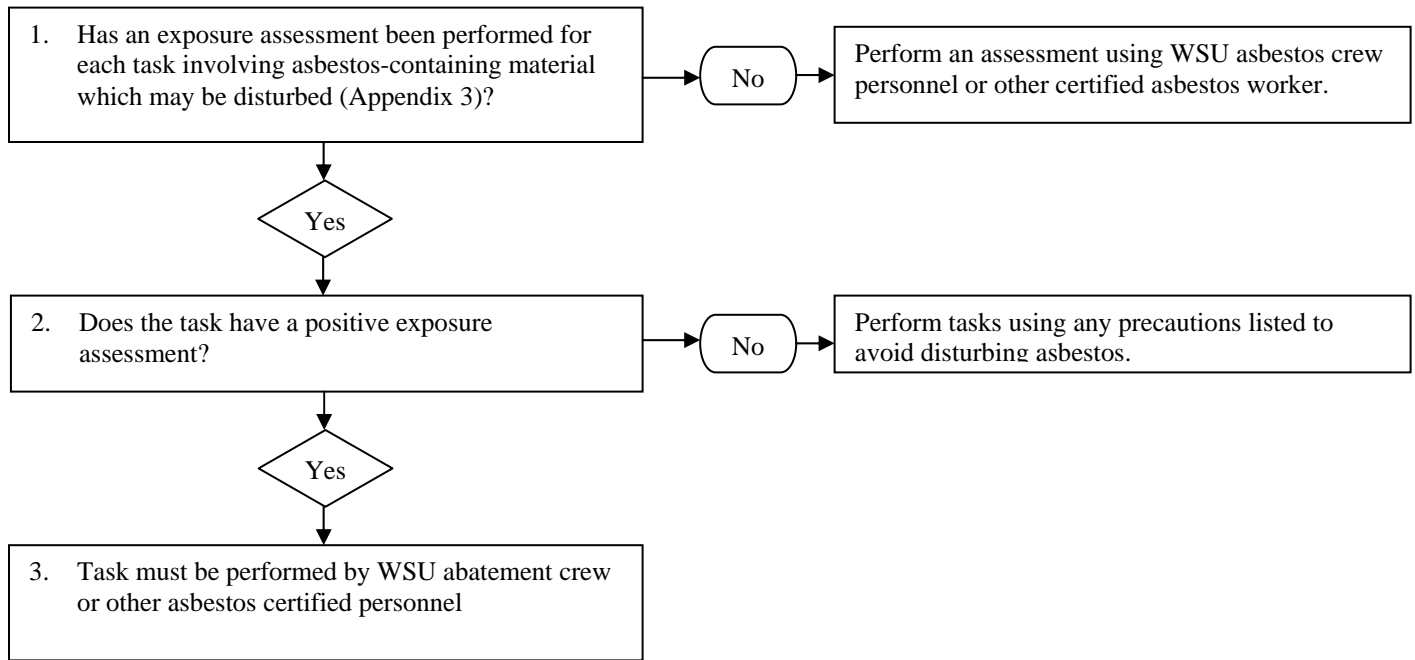 1. Has an exposure assessment been performed for
each task involving asbestos-containing material
which may be disturbed (Appendix 3)?
No
Perform an assessment using WSU asbestos crew
personnel or other certified asbestos worker.
Yes
2. Does the task have a positive exposure
assessment?
No
Perform tasks using any precautions listed to
avoid disturbing asbestos.
Yes
3. Task must be performed by WSU abatement crew
or other asbestos certified personnel